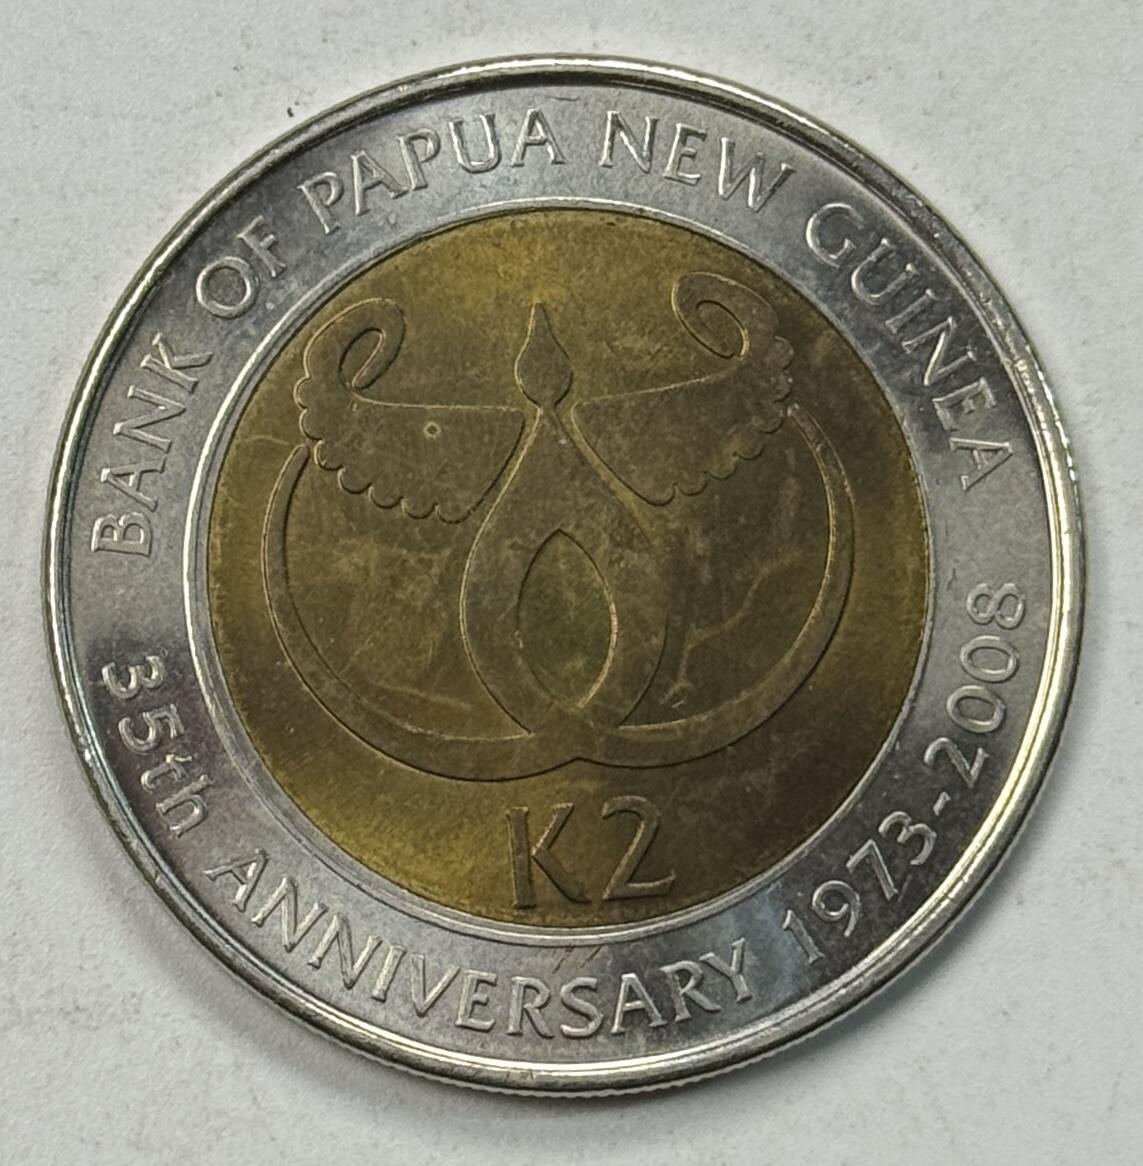 BANK OF PAPUA NEW GUINEA
K2
35th ANNIVERSARY 1973-2008